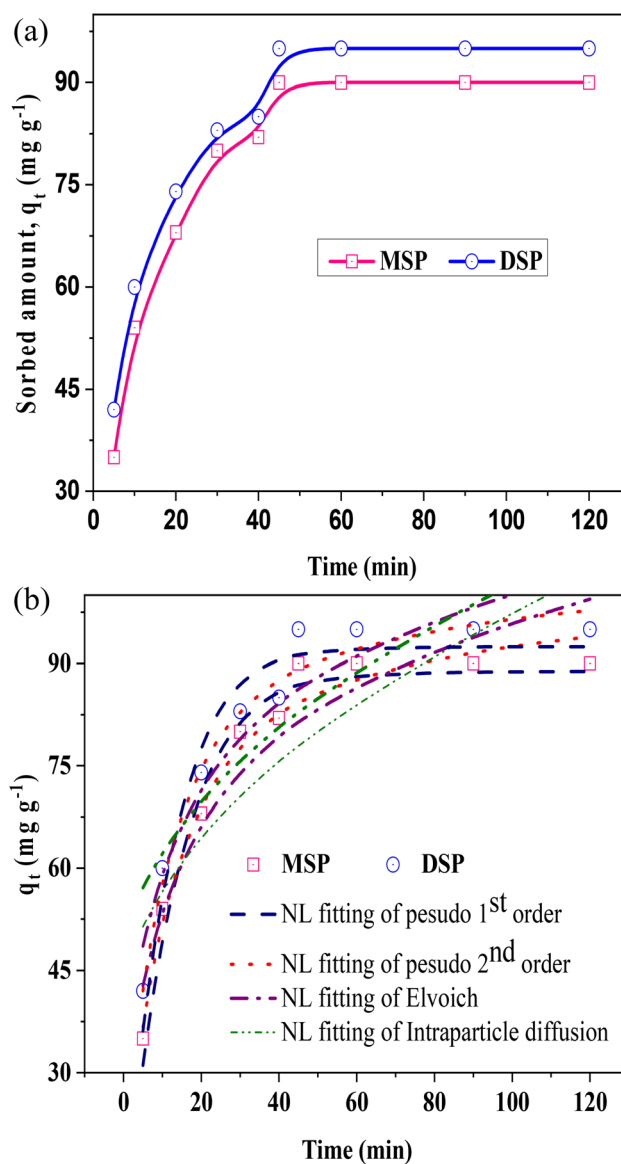 (a)
90
75
60
45
30
Sorbed amount, qt (mg g-1)
MSP DSP
0 20 40 60 80 100 120
Time (min)
(b)
90
75
60
45
30
qt (mg g-1)
MSP DSP
NL fitting of pesudo 1st order
NL fitting of pesudo 2nd order
NL fitting of Elvoich
NL fitting of Intraparticle diffusion
0 20 40 60 80 100 120
Time (min)